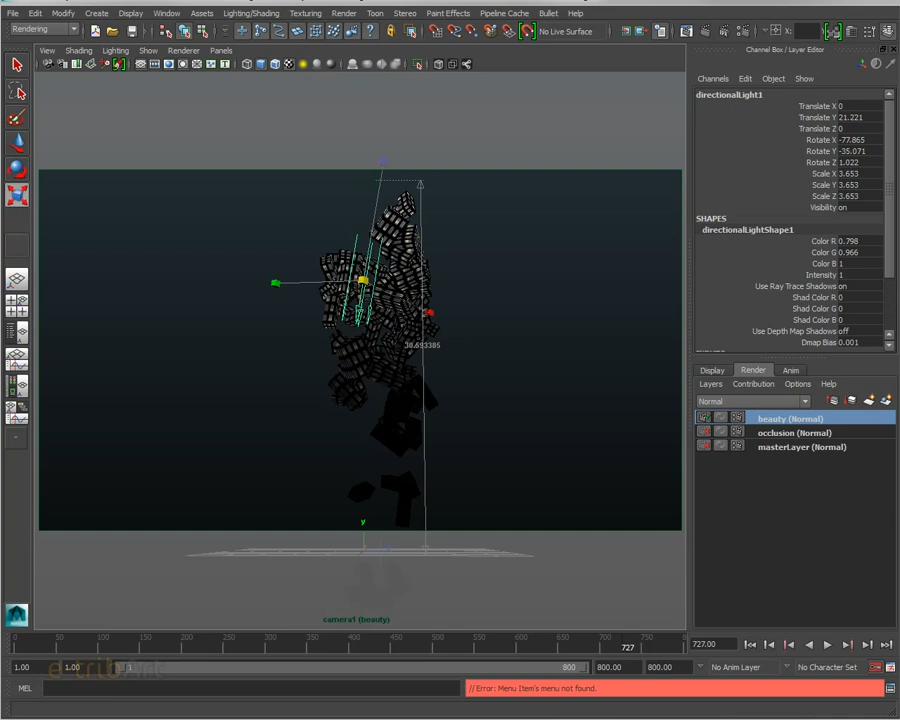 File Edit Modify Create Display Window Assets Lighting/Shading Texturing Render Toon Stereo Paint Effects Pipeline Cache Bullet Help
Rendering
No Live Surface
X:
View Shading Lighting Show Renderer Panels
Channel Box / Layer Editor
Channels Edit Object Show
directionalLight1
Translate X 0
Translate Y 21.221
Translate Z 0
Rotate X -77.865
Rotate Y -35.071
Rotate Z 1.022
Scale X 3.653
Scale Y 3.653
Scale Z 3.653
Visibility on
SHAPES
directionalLightShape1
Color R 0.798
Color G 0.966
Color B 1
Intensity 1
Use Ray Trace Shadows on
Shad Color R 0
Shad Color G 0
Shad Color B 0
Use Depth Map Shadows off
Dmap Bias 0.001
Display Render Anim
Layers Contribution Options Help
Normal
beauty (Normal)
occlusion (Normal)
masterLayer (Normal)
30.693385
y
camera1 (beauty)
0 50 100 150 200 250 300 350 400 450 500 550 600 650 700 750
727
727.00
1.00 1.00 1 800 800.00 800.00 No Anim Layer No Character Set
e-tribArt
MEL
// Error: Menu Item's menu not found.